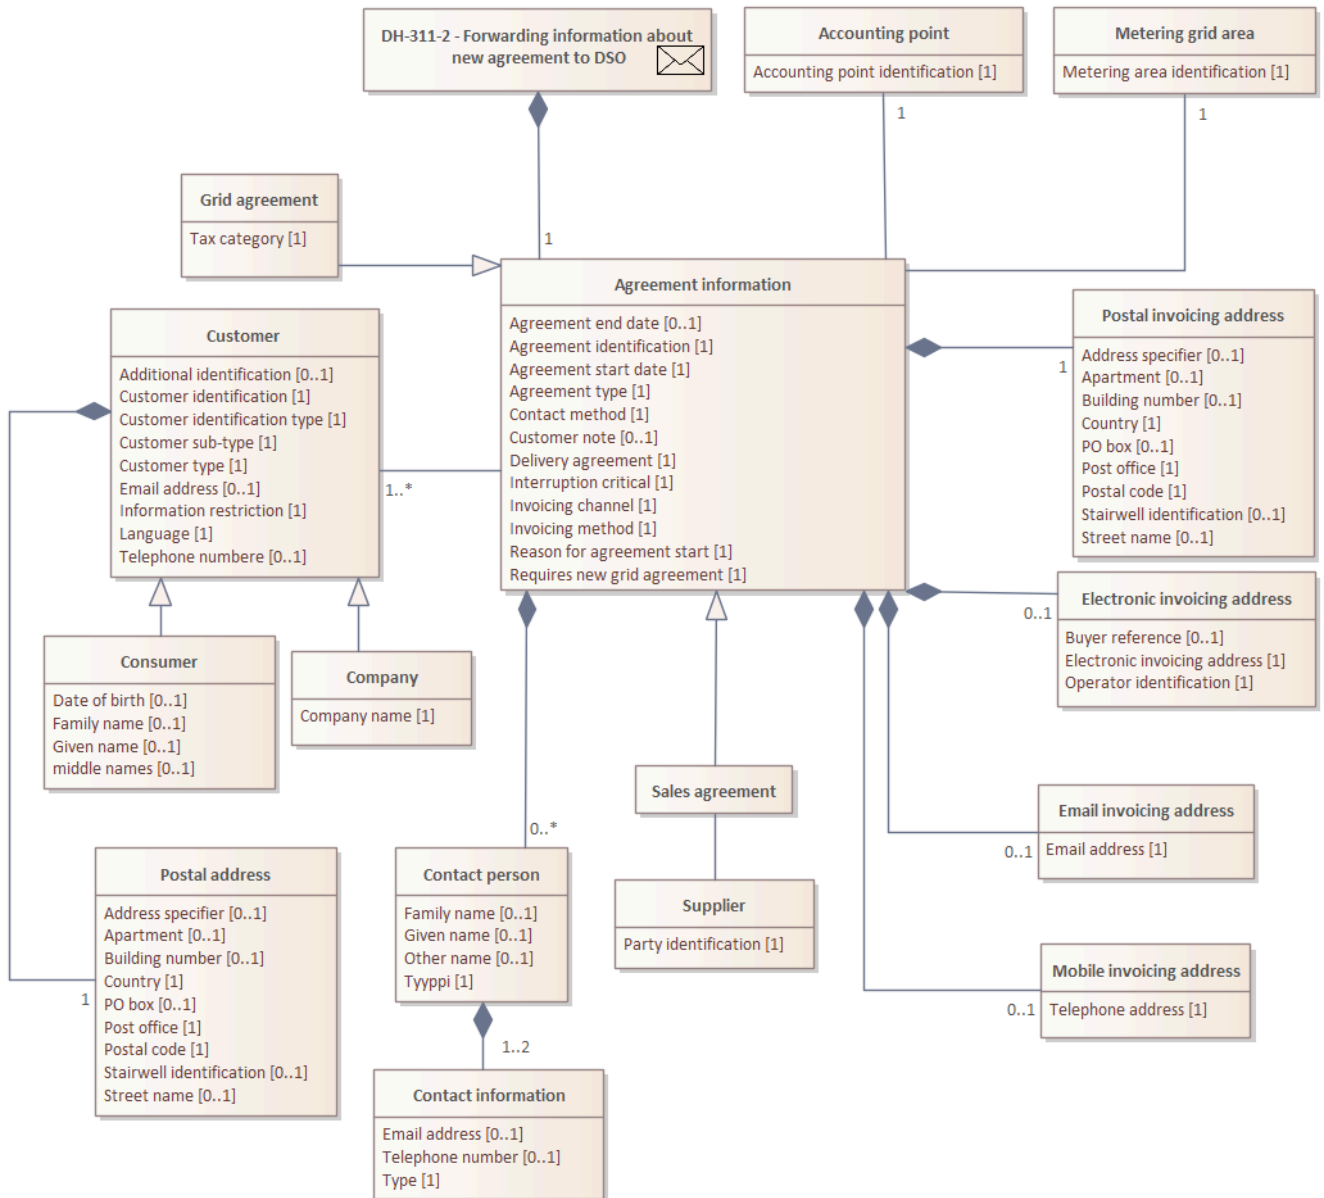 DH-311-2 - Forwarding information about
new agreement to DSO
Accounting point
Accounting point identification [1]
1
Metering grid area
Metering area identification [1]
1
1
Grid agreement
Tax category [1]
Agreement information
Agreement end date [0..1]
Agreement identification [1]
Agreement start date [1]
Agreement type [1]
Contact method [1]
Customer note [0..1]
Delivery agreement [1]
Interruption critical [1]
Invoicing channel [1]
Invoicing method [1]
Reason for agreement start [1]
Requires new grid agreement [1]
Customer
Additional identification [0..1]
Customer identification [1]
Customer identification type [1]
Customer sub-type [1]
Customer type [1]
Email address [0..1]
Information restriction [1]
Language [1]
Telephone numbere [0..1]
1..*
Postal invoicing address
Address specifier [0..1]
Apartment [0..1]
Building number [0..1]
Country [1]
PO box [0..1]
Post office [1]
Postal code [1]
Stairwell identification [0..1]
Street name [0..1]
1
Electronic invoicing address
Buyer reference [0..1]
Electronic invoicing address [1]
Operator identification [1]
0..1
Consumer
Date of birth [0..1]
Family name [0..1]
Given name [0..1]
middle names [0..1]
Company
Company name [1]
Sales agreement
Supplier
Party identification [1]
Email invoicing address
Email address [1]
0..1
Mobile invoicing address
Telephone address [1]
0..1
0..*
Contact person
Family name [0..1]
Given name [0..1]
Other name [0..1]
Tyyppi [1]
1..2
Contact information
Email address [0..1]
Telephone number [0..1]
Type [1]
Postal address
Address specifier [0..1]
Apartment [0..1]
Building number [0..1]
Country [1]
PO box [0..1]
Post office [1]
Postal code [1]
Stairwell identification [0..1]
Street name [0..1]
1